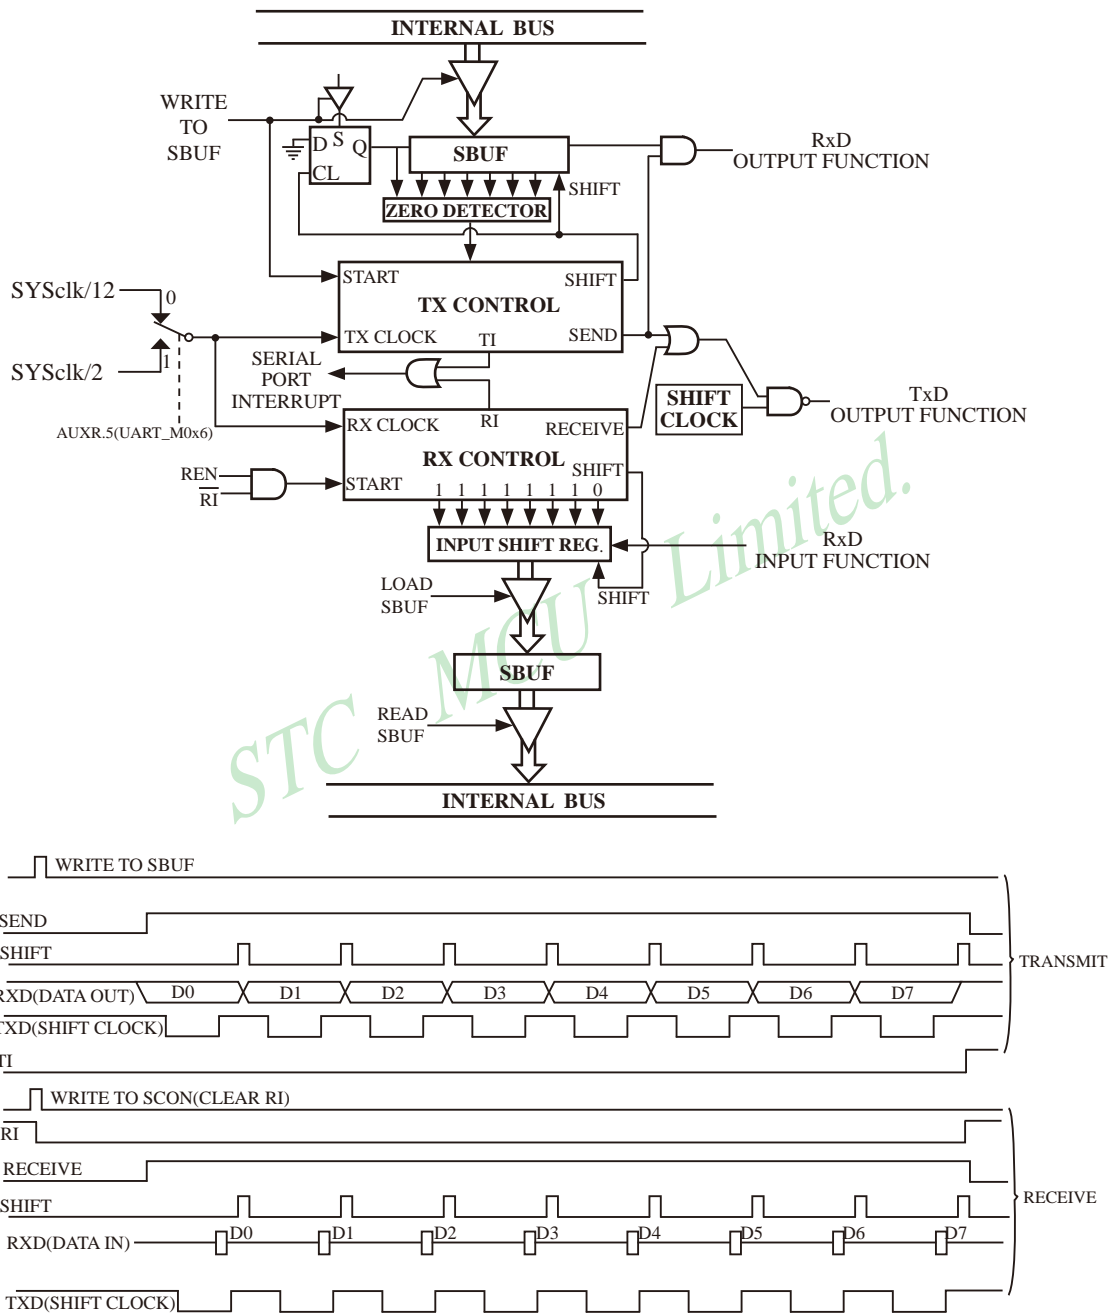 INTERNAL BUS
WRITE
TO
SBUF
D S Q
CL
SBUF
SHIFT
ZERO DETECTOR
RxD
OUTPUT FUNCTION
START
SHIFT
TX CONTROL
TX CLOCK
TI
SEND
SYSclk/12
0
SYSclk/2
1
AUXR.5(UART_M0x6)
SERIAL
PORT
INTERRUPT
SHIFT
CLOCK
TxD
OUTPUT FUNCTION
RX CLOCK
RI
RECEIVE
RX CONTROL
SHIFT
START
1 1 1 1 1 1 1 0
REN
RI
INPUT SHIFT REG.
RxD
INPUT FUNCTION
LOAD
SBUF
SHIFT
SBUF
READ
SBUF
INTERNAL BUS
STC MCU Limited.
WRITE TO SBUF
SEND
SHIFT
RXD(DATA OUT) D0 D1 D2 D3 D4 D5 D6 D7
TXD(SHIFT CLOCK)
TI
TRANSMIT
WRITE TO SCON(CLEAR RI)
RI
RECEIVE
SHIFT
RXD(DATA IN) D0 D1 D2 D3 D4 D5 D6 D7
TXD(SHIFT CLOCK)
RECEIVE